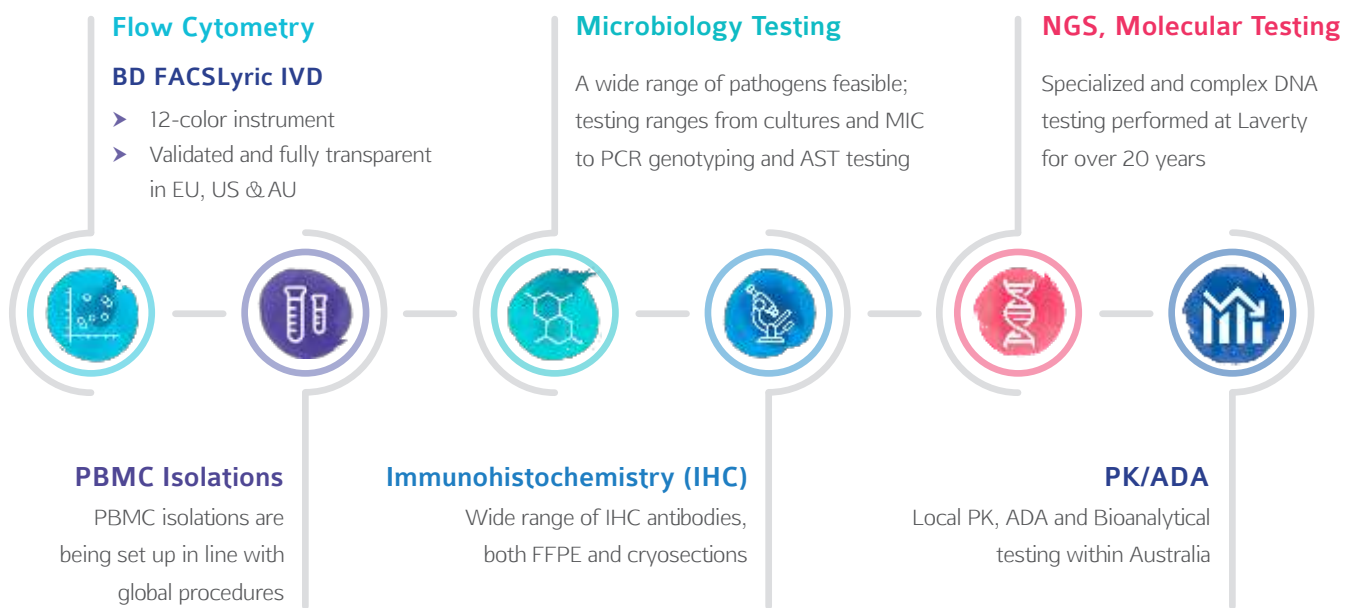 Flow Cytometry
BD FACSLyric IVD
➤ 12-color instrument
➤ Validated and fully transparent
in EU, US & AU
Microbiology Testing
A wide range of pathogens feasible;
testing ranges from cultures and MIC
to PCR genotyping and AST testing
NGS, Molecular Testing
Specialized and complex DNA
testing performed at Laverty
for over 20 years
PBMC Isolations
PBMC isolations are
being set up in line with
global procedures
Immunohistochemistry (IHC)
Wide range of IHC antibodies,
both FFPE and cryosections
PK/ADA
Local PK, ADA and Bioanalytical
testing within Australia